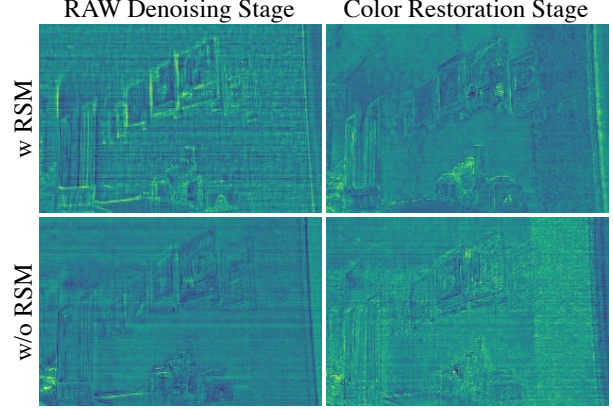 RAW Denoising Stage
Color Restoration Stage
w RSM
w/o RSM